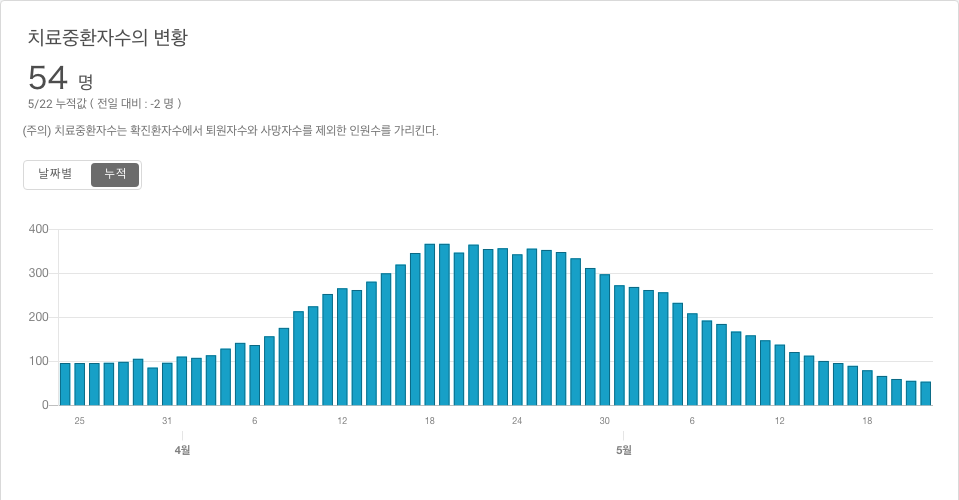 치료중환자수의 변황
54 명
5/22 누적값 ( 전일 대비 : -2 명 )
(주의) 치료중환자수는 확진환자수에서 퇴원자수와 사망자수를 제외한 인원수를 가리킨다.
날짜별 누적
400
300
200
100
0
25 31 6 12 18 24 30 6 12 18
4월 5월